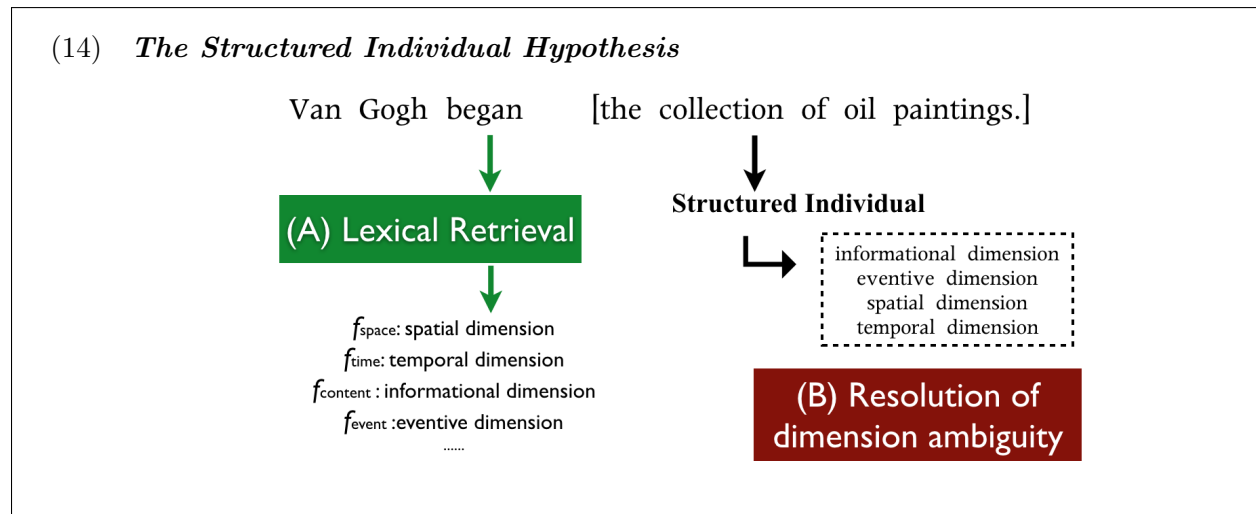 (14) The Structured Individual Hypothesis
Van Gogh began [the collection of oil paintings.]
(A) Lexical Retrieval
fspace: spatial dimension
ftime: temporal dimension
fcontent : informational dimension
fevent :eventive dimension
......
Structured Individual
informational dimension
eventive dimension
spatial dimension
temporal dimension
(B) Resolution of
dimension ambiguity